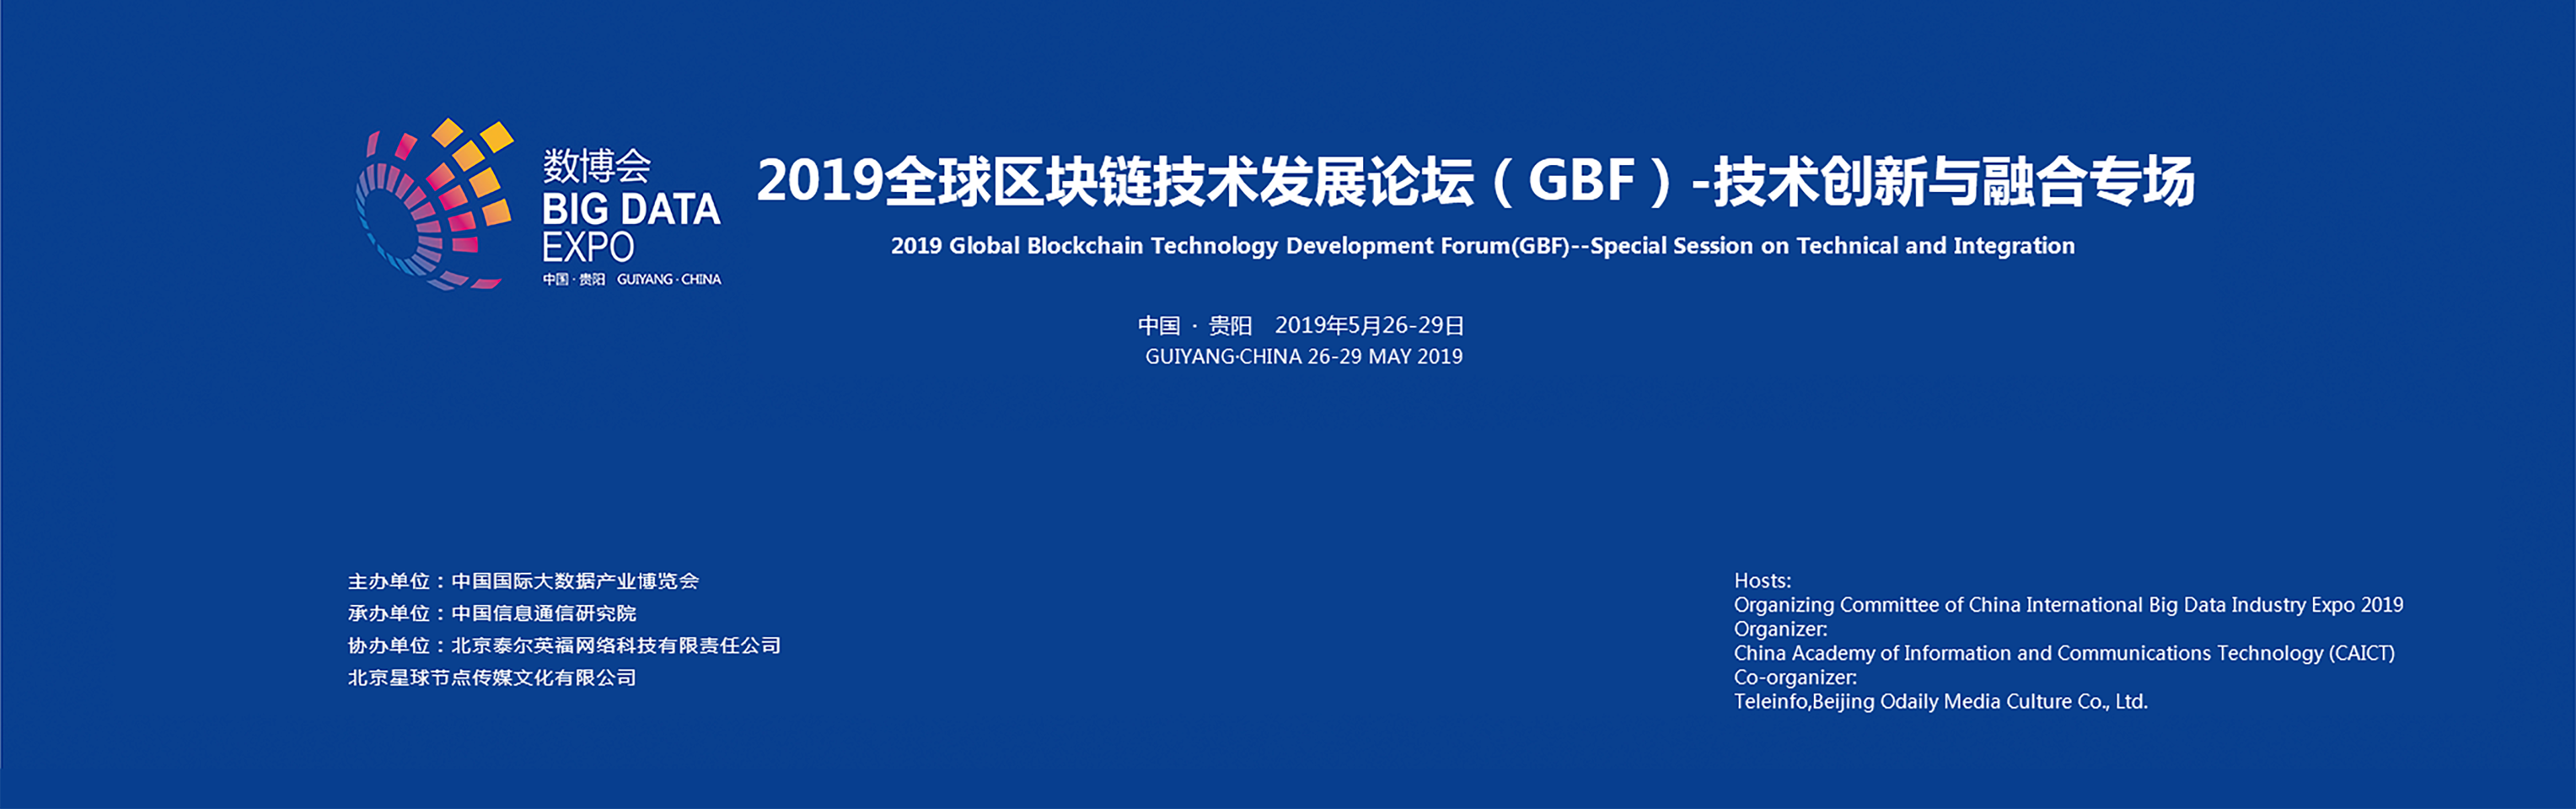 数博会
BIG DATA
EXPO
中国·贵阳 GUIYANG·CHINA
2019全球区块链技术发展论坛（GBF）-技术创新与融合专场
2019 Global Blockchain Technology Development Forum(GBF)--Special Session on Technical and Integration
中国 · 贵阳 2019年5月26-29日
GUIYANG·CHINA 26-29 MAY 2019
主办单位：中国国际大数据产业博览会
承办单位：中国信息通信研究院
协办单位：北京泰尔英福网络科技有限责任公司
北京星球节点传媒文化有限公司
Hosts:
Organizing Committee of China International Big Data Industry Expo 2019
Organizer:
China Academy of Information and Communications Technology (CAICT)
Co-organizer:
Teleinfo,Beijing Odaily Media Culture Co., Ltd.